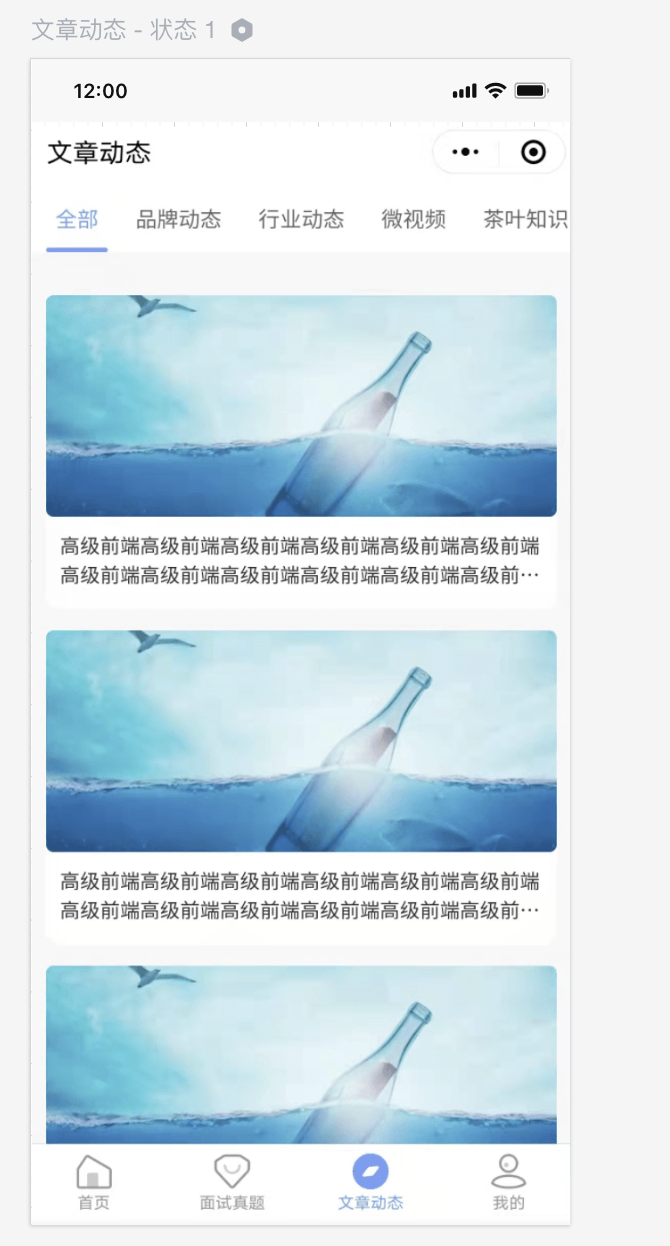 文章动态 - 状态 1
12:00
文章动态
全部 品牌动态 行业动态 微视频 茶叶知识
高级前端高级前端高级前端高级前端高级前端高级前端
高级前端高级前端高级前端高级前端高级前端高级前…
高级前端高级前端高级前端高级前端高级前端高级前端
高级前端高级前端高级前端高级前端高级前端高级前…
首页 面试真题 文章动态 我的